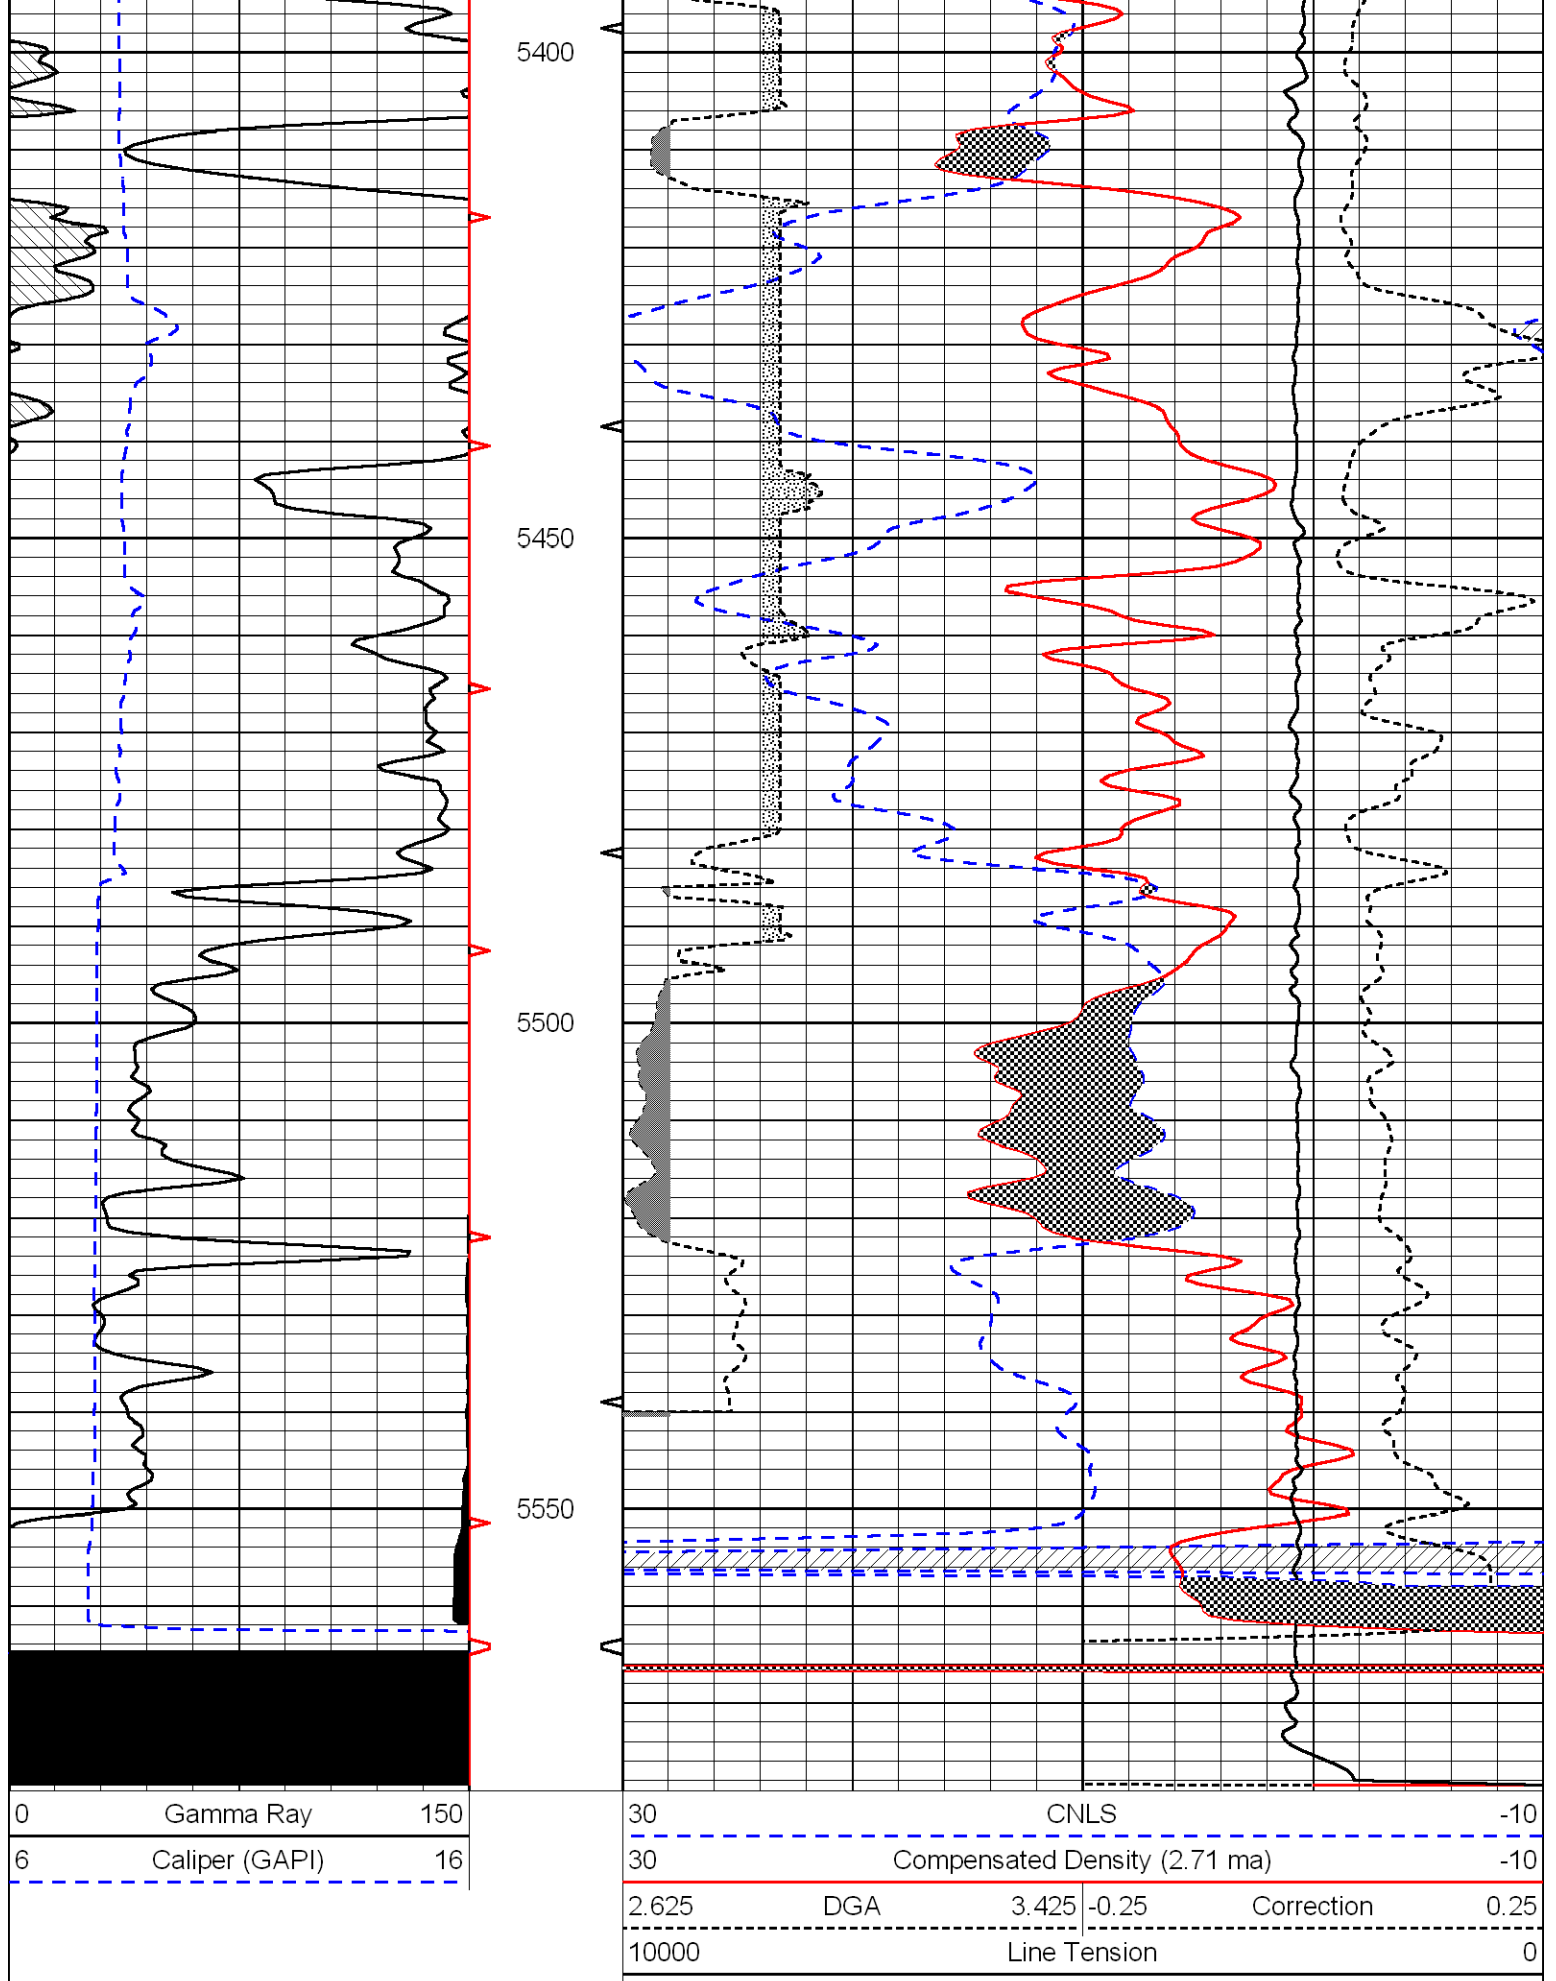 5400
5450
5500
5550
0 Gamma Ray 150
6 Caliper (GAPI) 16
30 CNLS -10
30 Compensated Density (2.71 ma) -10
2.625 DGA 3.425 -0.25 Correction 0.25
10000 Line Tension 0